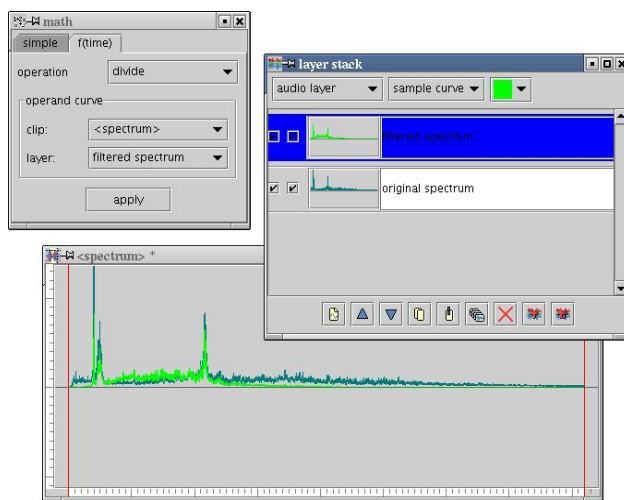 math
simple f(time)
operation divide
operand curve
clip: <spectrum>
layer: filtered spectrum
apply
layer stack
audio layer sample curve
filtered spectrum
original spectrum
<spectrum> *